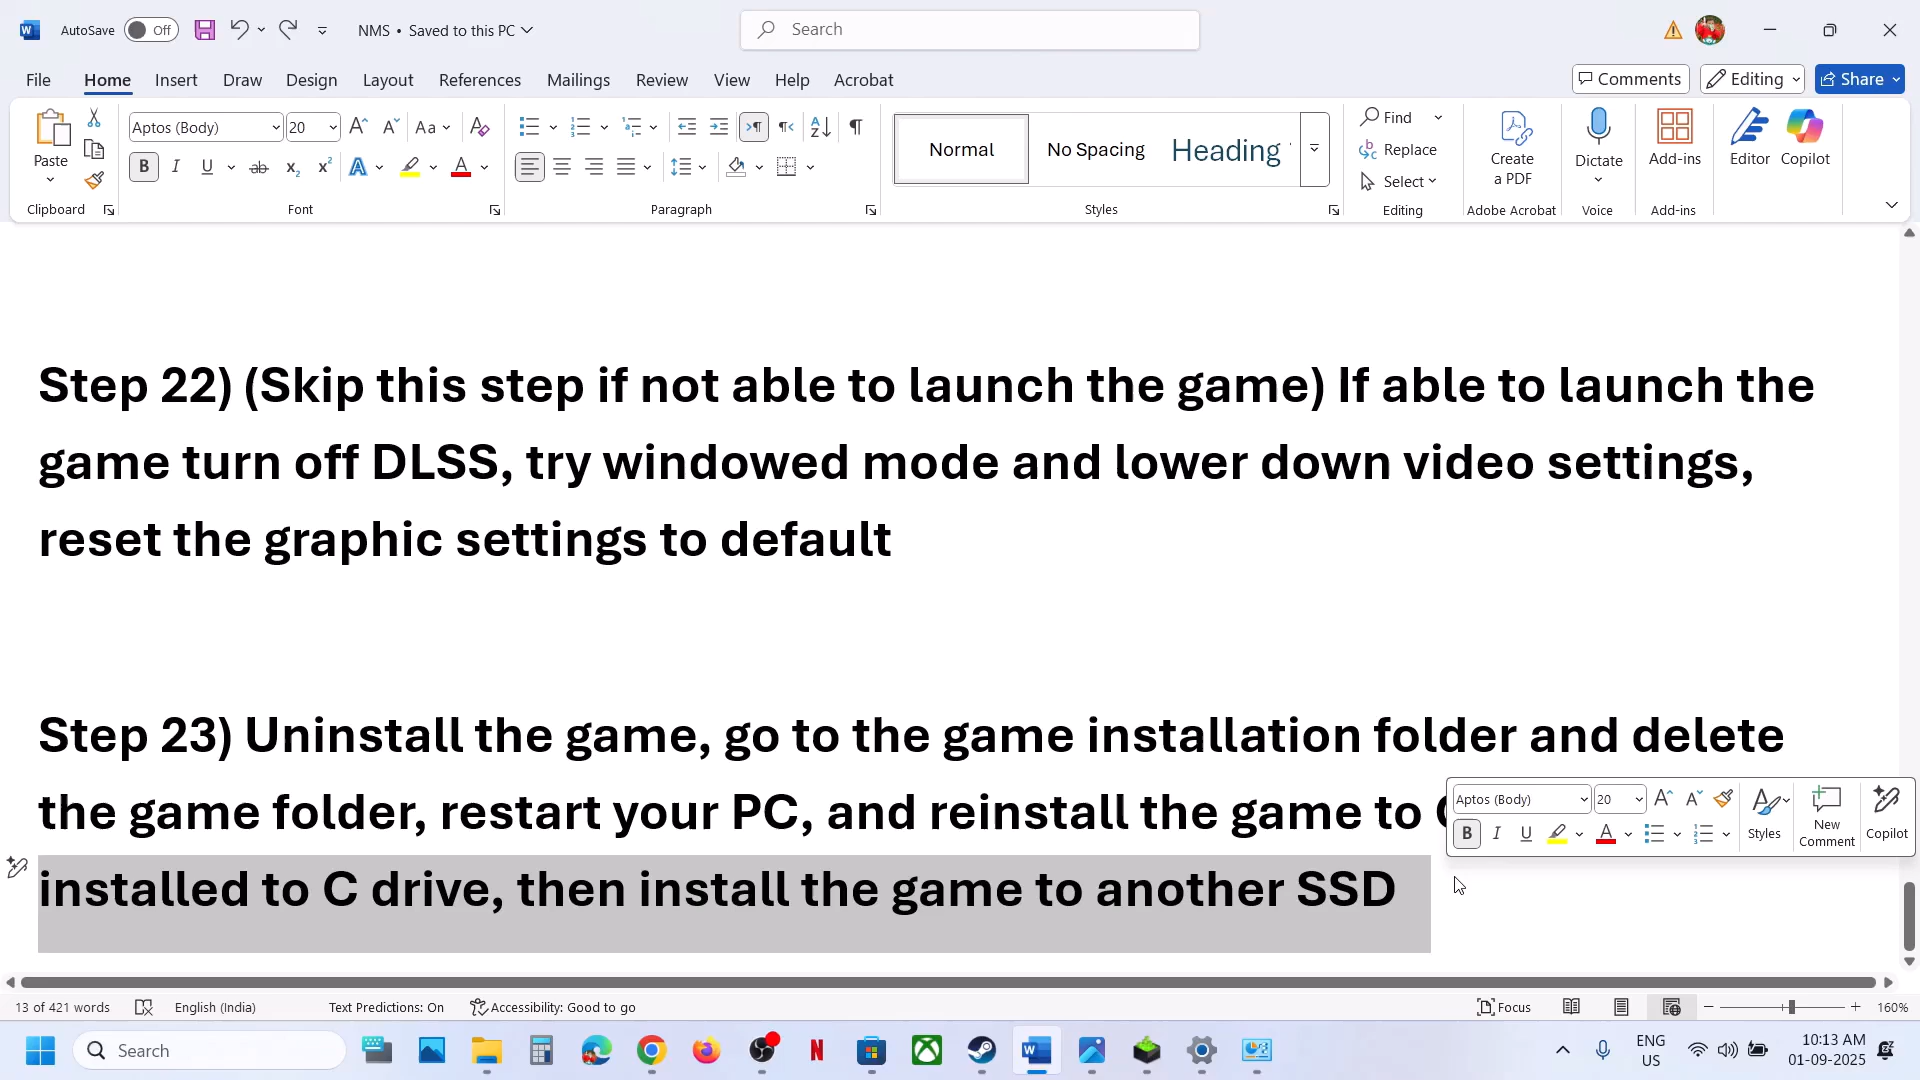 AutoSave Off NMS • Saved to this PC Search
File Home Insert Draw Design Layout References Mailings Review View Help Acrobat Comments Editing Share
Paste Aptos (Body) 20 Normal No Spacing Heading Find Replace Select Create a PDF Dictate Add-ins Editor Copilot
Clipboard Font Paragraph Styles Editing Adobe Acrobat Voice Add-ins
Step 22) (Skip this step if not able to launch the game) If able to launch the
game turn off DLSS, try windowed mode and lower down video settings,
reset the graphic settings to default
Step 23) Uninstall the game, go to the game installation folder and delete
the game folder, restart your PC, and reinstall the game to
installed to C drive, then install the game to another SSD
Aptos (Body) 20 Styles New Comment Copilot
13 of 421 words English (India) Text Predictions: On Accessibility: Good to go Focus 160%
Search ENG US 10:13 AM 01-09-2025